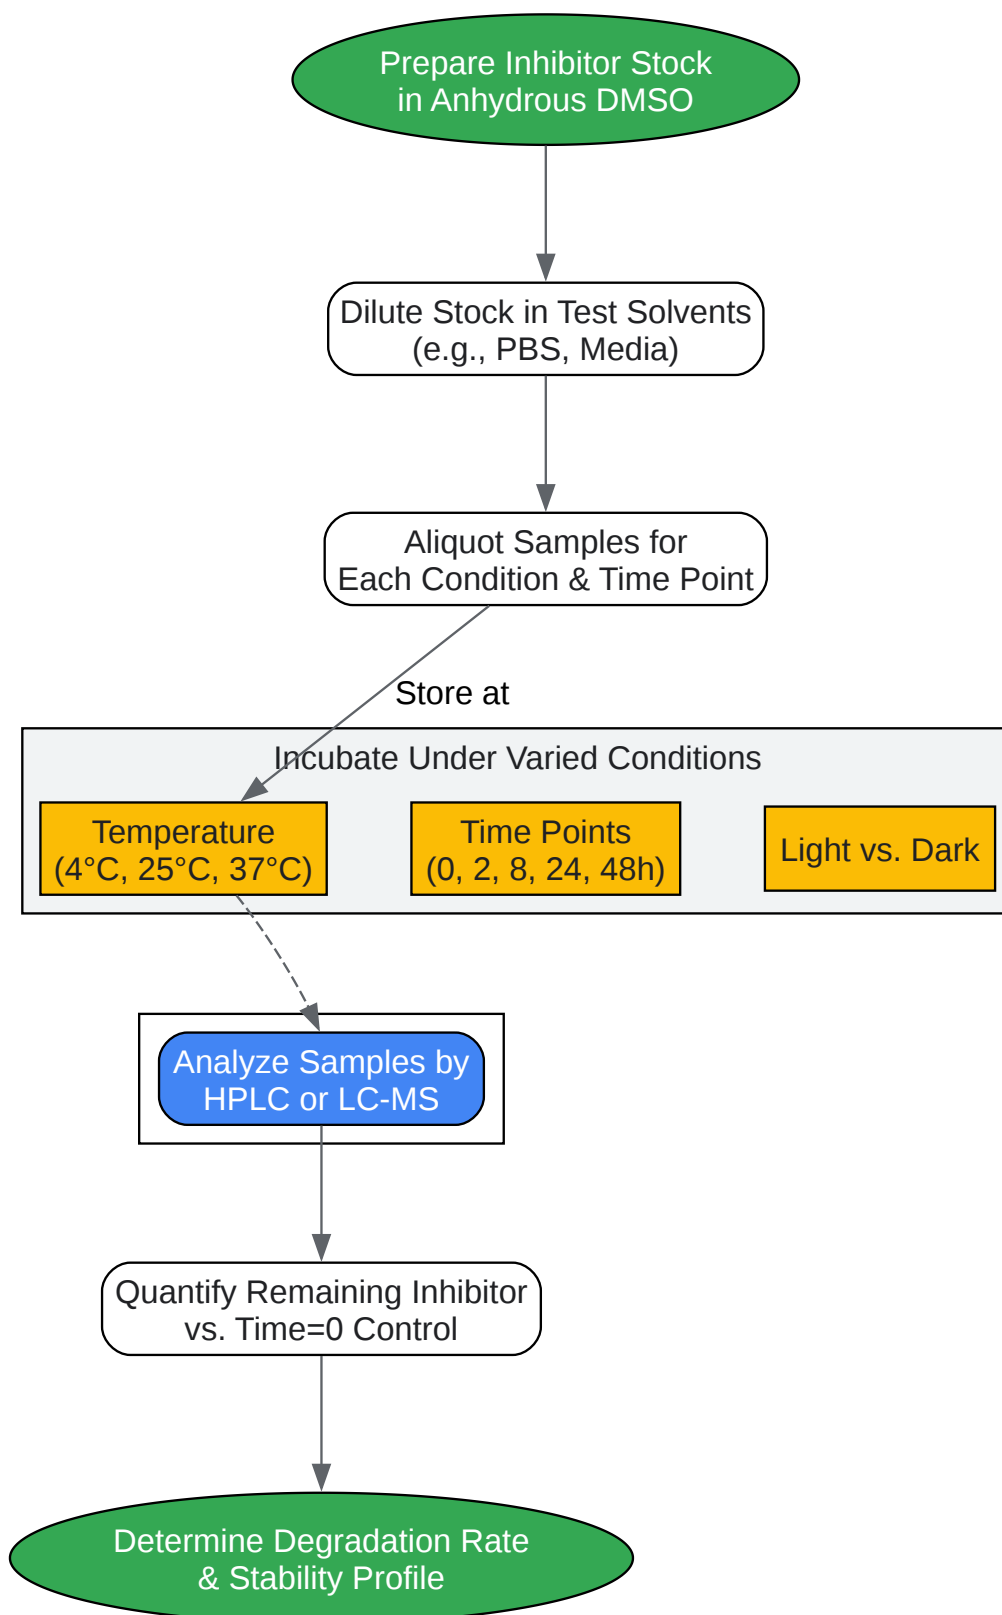 Prepare Inhibitor Stock
in Anhydrous DMSO
Dilute Stock in Test Solvents
(e.g., PBS, Media)
Aliquot Samples for
Each Condition & Time Point
Store at
Incubate Under Varied Conditions
Temperature
(4°C, 25°C, 37°C)
Time Points
(0, 2, 8, 24, 48h)
Light vs. Dark
Analyze Samples by
HPLC or LC-MS
Quantify Remaining Inhibitor
vs. Time=0 Control
Determine Degradation Rate
& Stability Profile